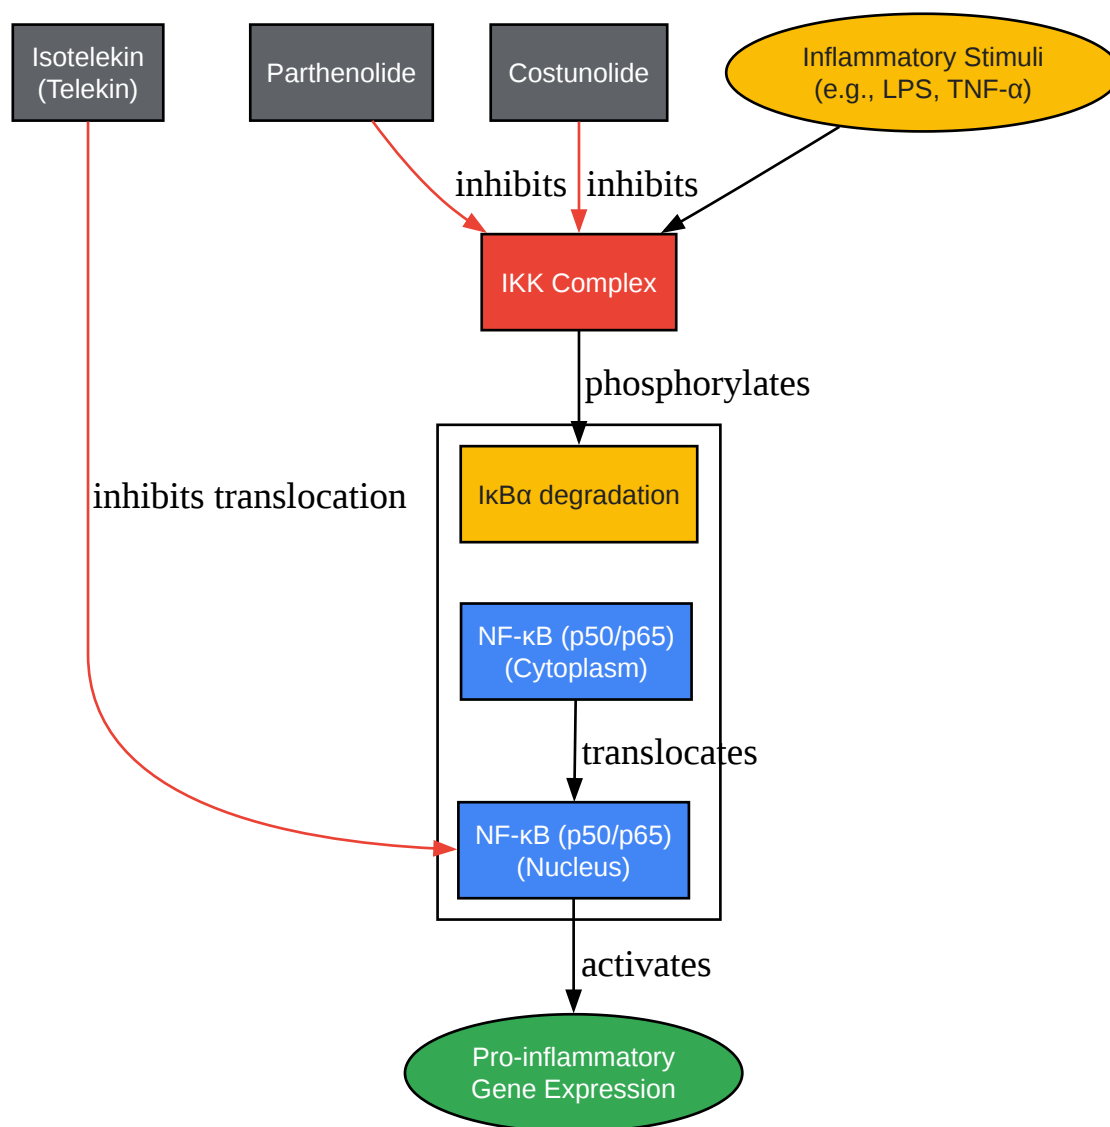 Isotelekin
(Telekin)
Parthenolide
Costunolide
Inflammatory Stimuli
(e.g., LPS, TNF-α)
inhibits
inhibits
IKK Complex
phosphorylates
IκBα degradation
inhibits translocation
NF-κB (p50/p65)
(Cytoplasm)
translocates
NF-κB (p50/p65)
(Nucleus)
activates
Pro-inflammatory
Gene Expression